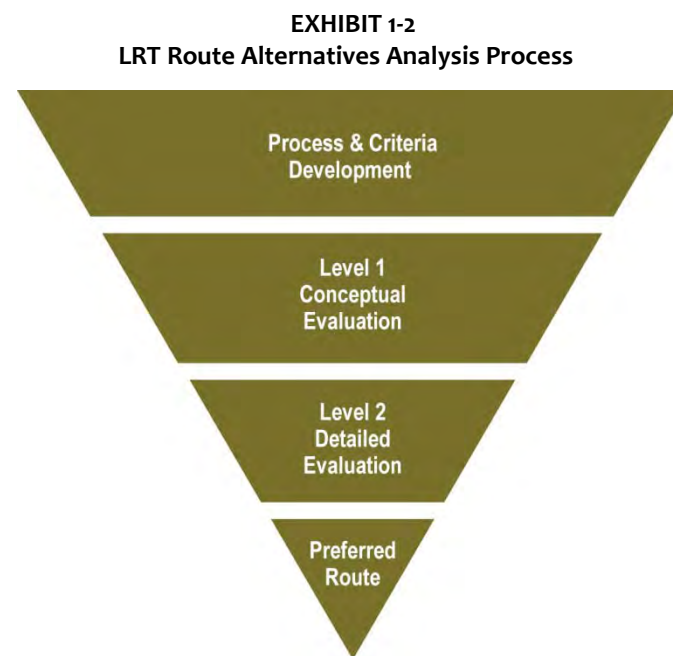 EXHIBIT 1-2
LRT Route Alternatives Analysis Process
Process & Criteria
Development
Level 1
Conceptual
Evaluation
Level 2
Detailed
Evaluation
Preferred
Route